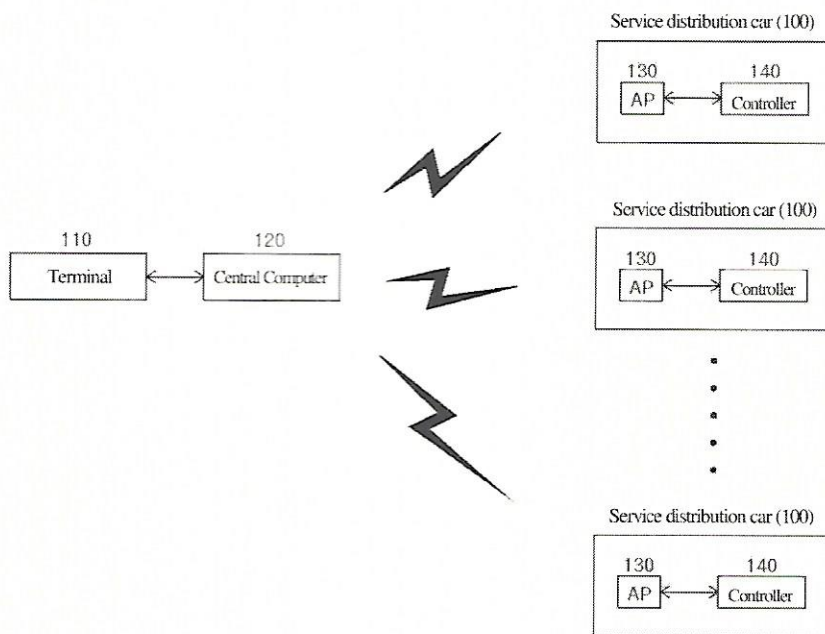 Service distribution car (100)
130 140
AP Controller
Service distribution car (100)
110 120 130 140
Terminal Central Computer AP Controller
Service distribution car (100)
130 140
AP Controller